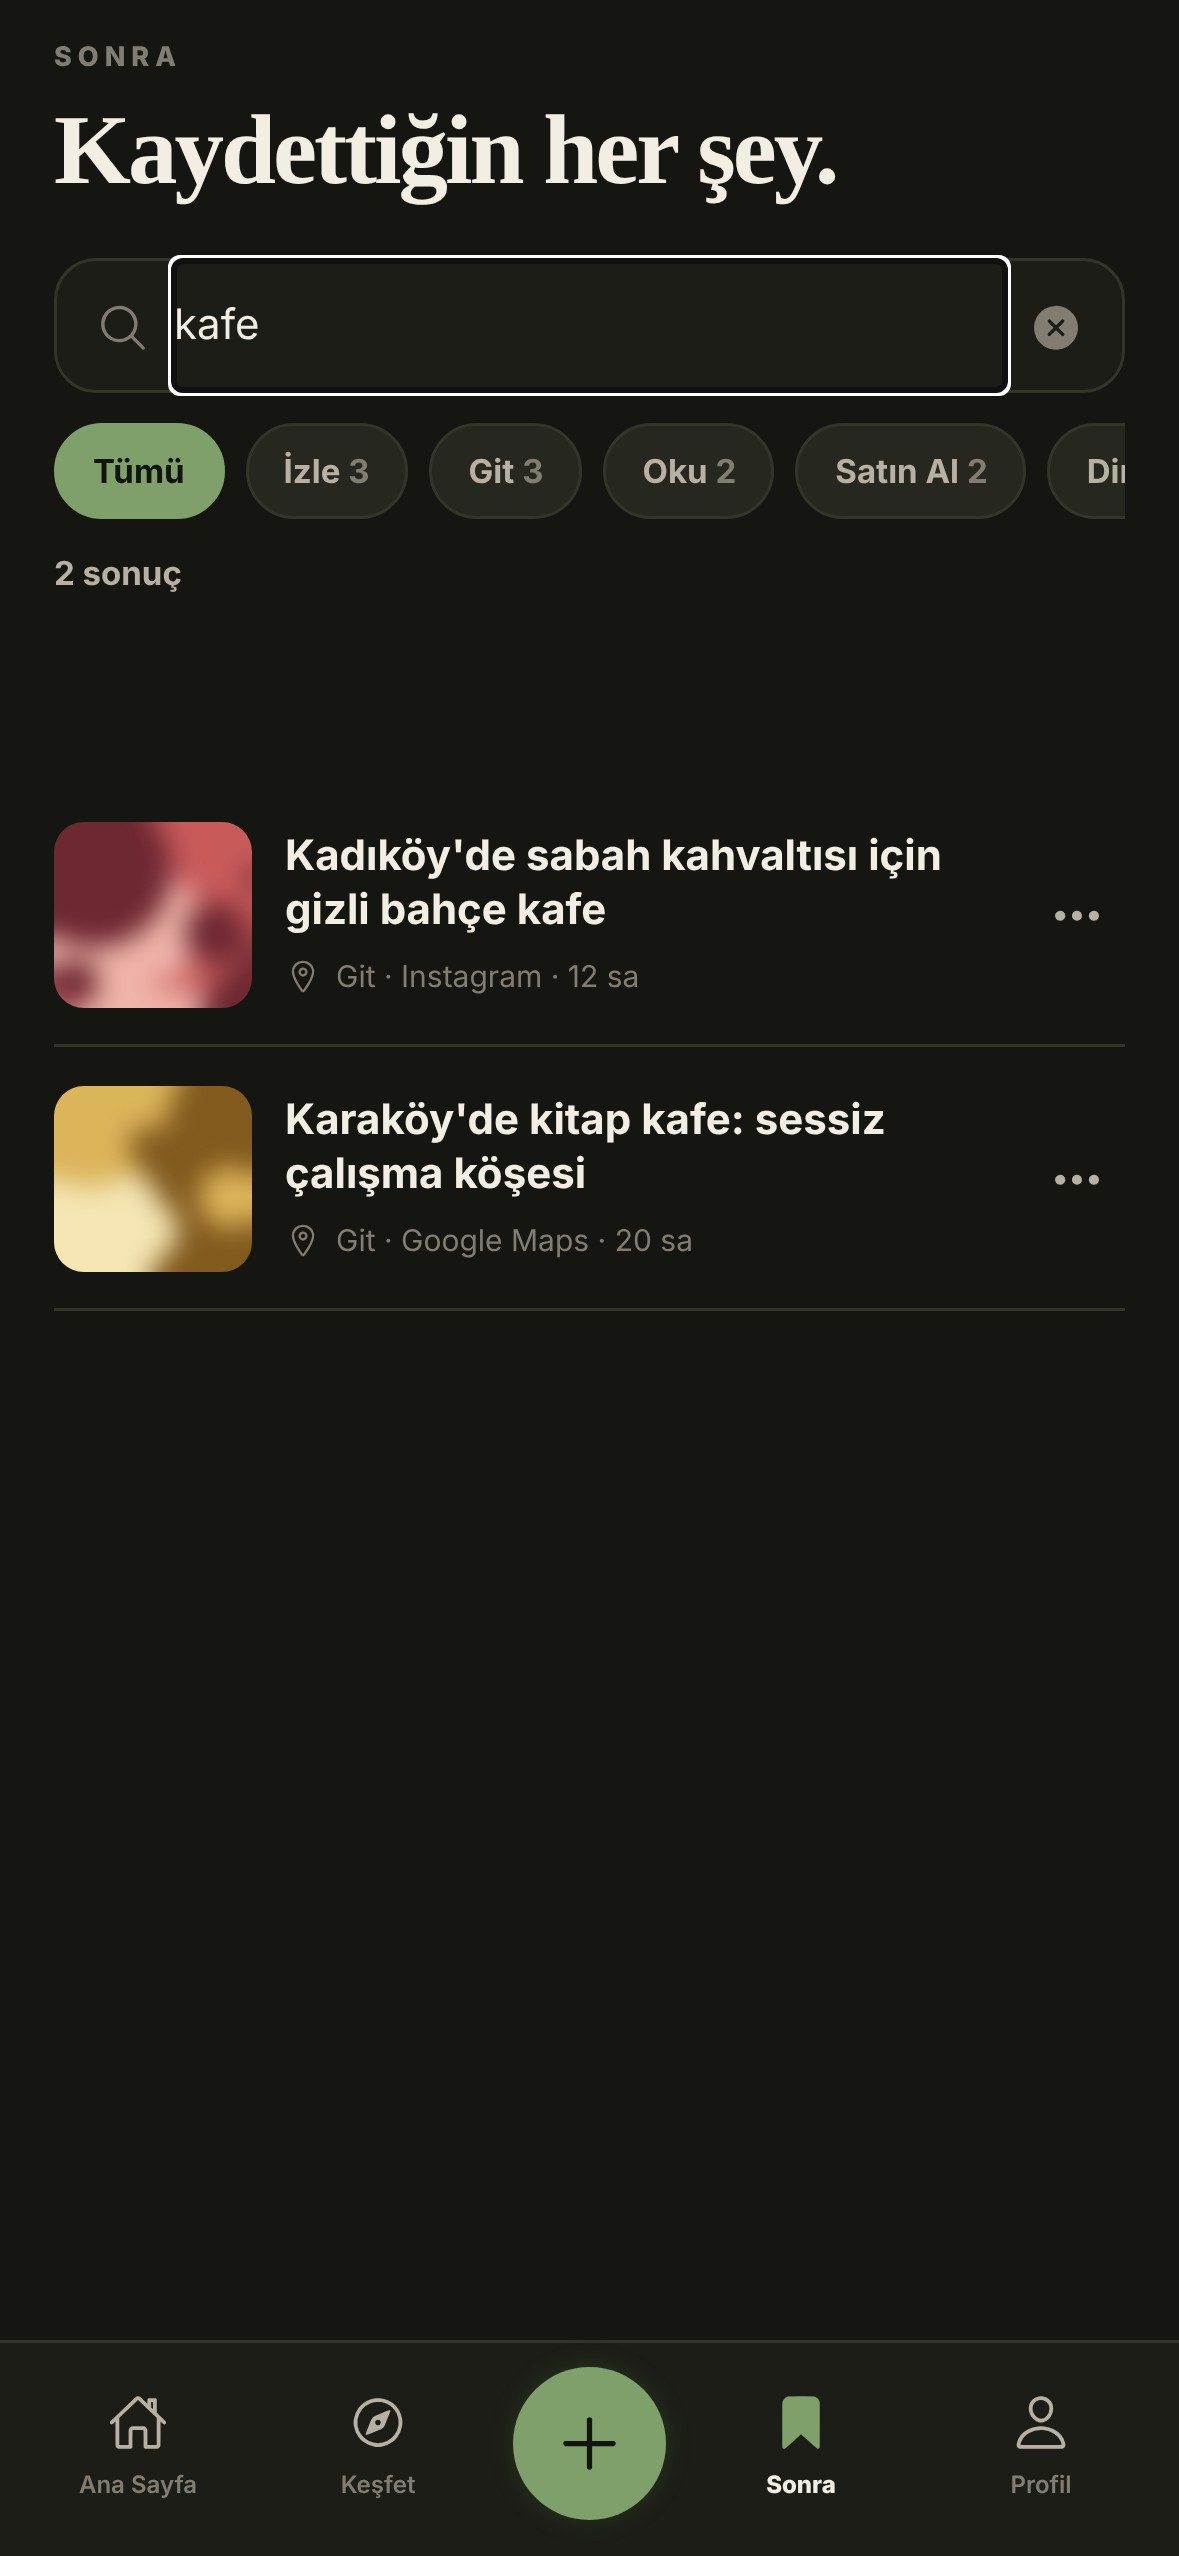 SONRA
Kaydettiğin her şey.
kafe
Tümü
İzle 3
Git 3
Oku 2
Satın Al 2
2 sonuç
Kadıköy'de sabah kahvaltısı için
gizli bahçe kafe
Git · Instagram · 12 sa
Karaköy'de kitap kafe: sessiz
çalışma köşesi
Git · Google Maps · 20 sa
Ana Sayfa
Keşfet
Sonra
Profil